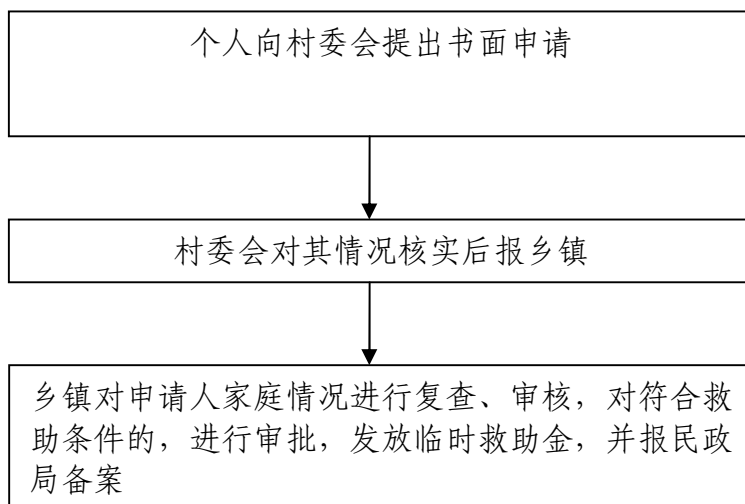 个人向村委会提出书面申请
村委会对其情况核实后报乡镇
乡镇对申请人家庭情况进行复查、审核，对符合救
助条件的，进行审批，发放临时救助金，并报民政
局备案